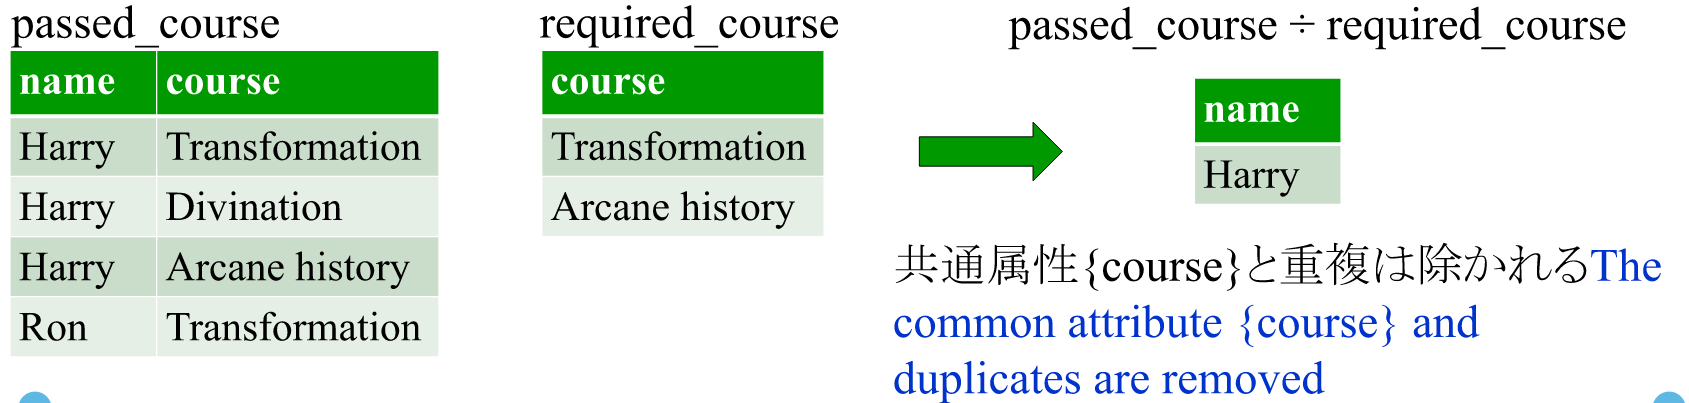 passed_course
name course
Harry Transformation
Harry Divination
Harry Arcane history
Ron Transformation
required_course
course
Transformation
Arcane history
passed_course ÷ required_course
name
Harry
共通属性{course}と重複は除かれるThe
common attribute {course} and
duplicates are removed